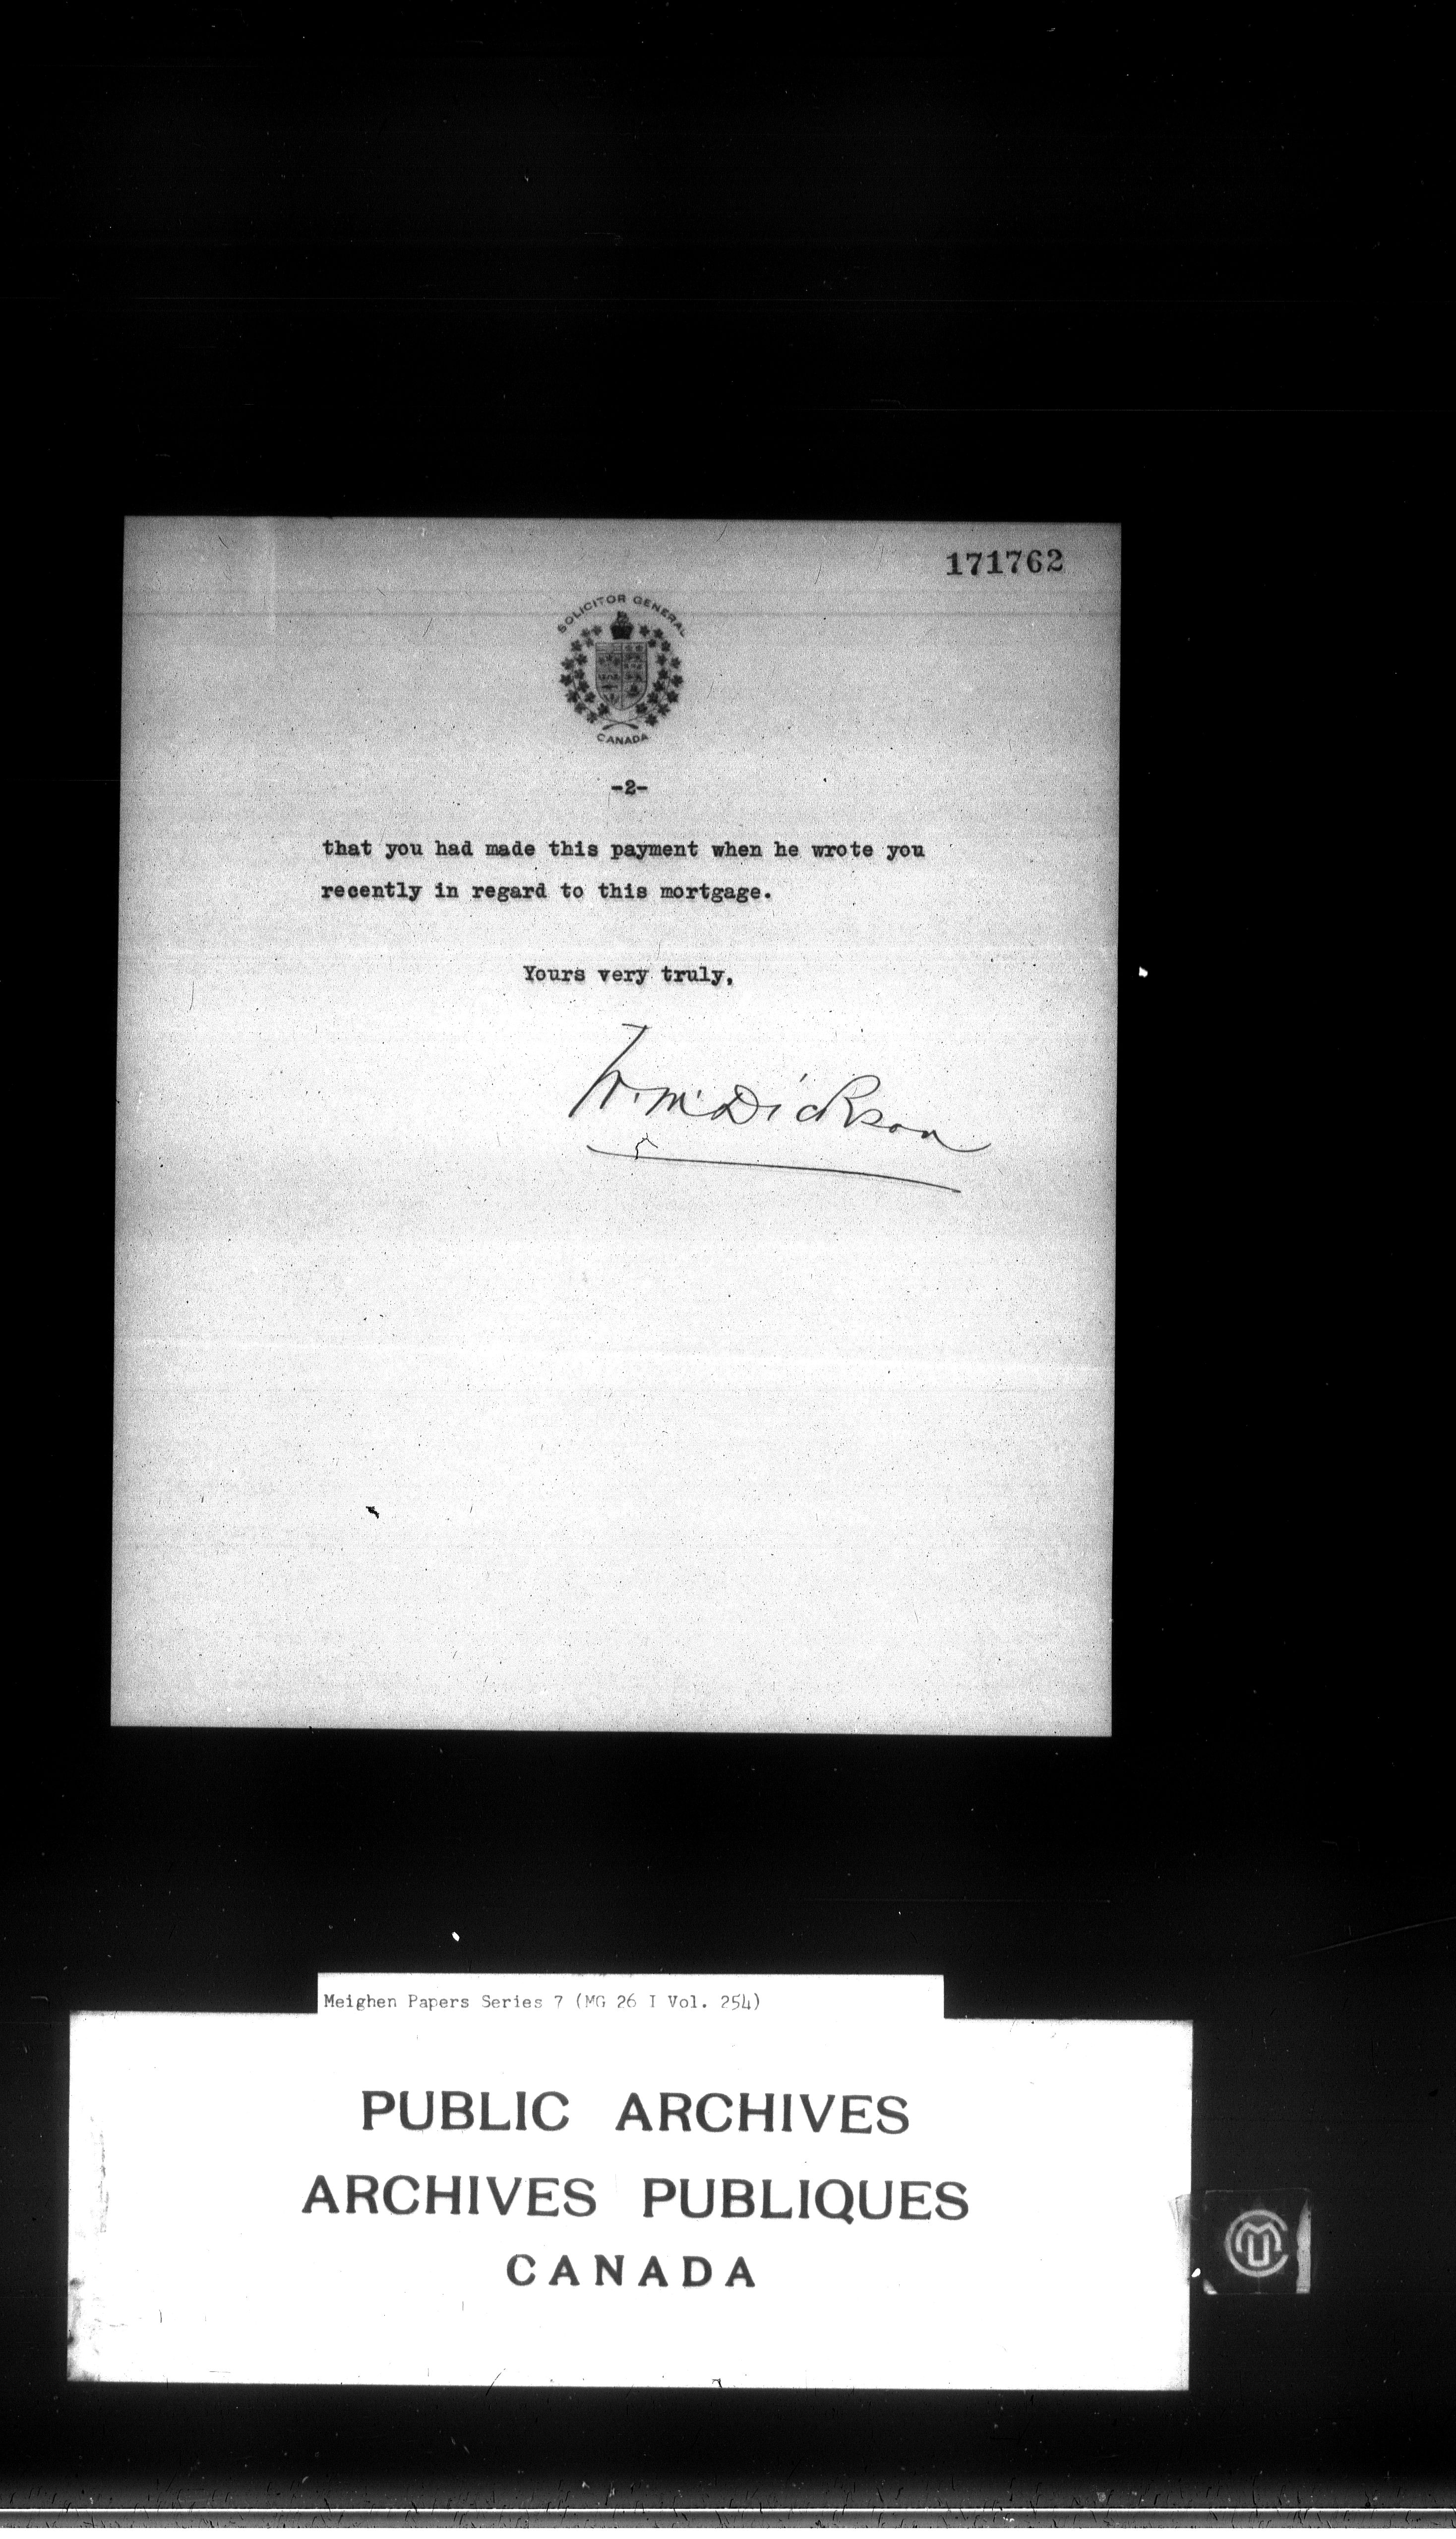 171762
SOLICITOR GENERAL
CANADA
-2-
that you had made this payment when he wrote you
recently in regard to this mortgage.
Yours very truly,
W. M. Dickson
Meighen Papers Series 7 (MG 26 I Vol. 254)
PUBLIC ARCHIVES
ARCHIVES PUBLIQUES
CANADA